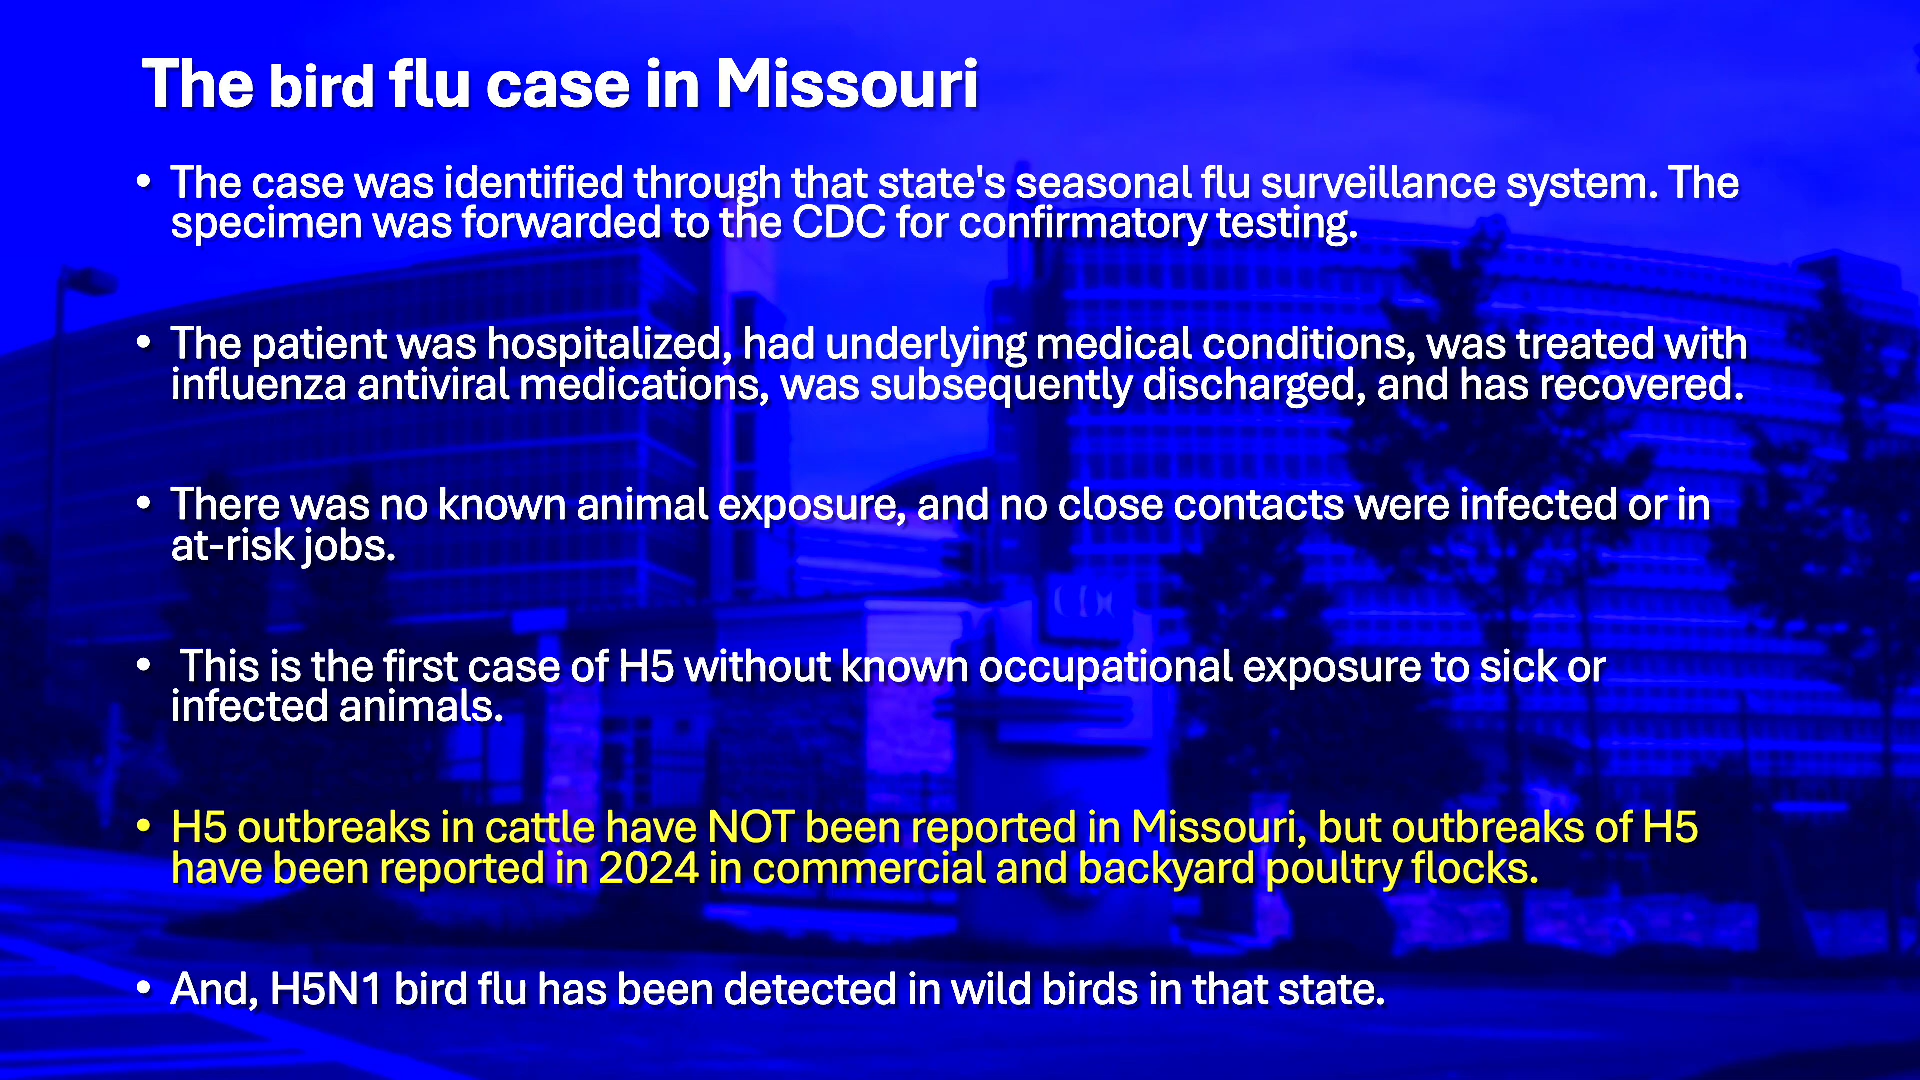 The bird flu case in Missouri
• The case was identified through that state's seasonal flu surveillance system. The
specimen was forwarded to the CDC for confirmatory testing.
• The patient was hospitalized, had underlying medical conditions, was treated with
influenza antiviral medications, was subsequently discharged, and has recovered.
• There was no known animal exposure, and no close contacts were infected or in
at-risk jobs.
• This is the first case of H5 without known occupational exposure to sick or
infected animals.
• H5 outbreaks in cattle have NOT been reported in Missouri, but outbreaks of H5
have been reported in 2024 in commercial and backyard poultry flocks.
• And, H5N1 bird flu has been detected in wild birds in that state.
CDC